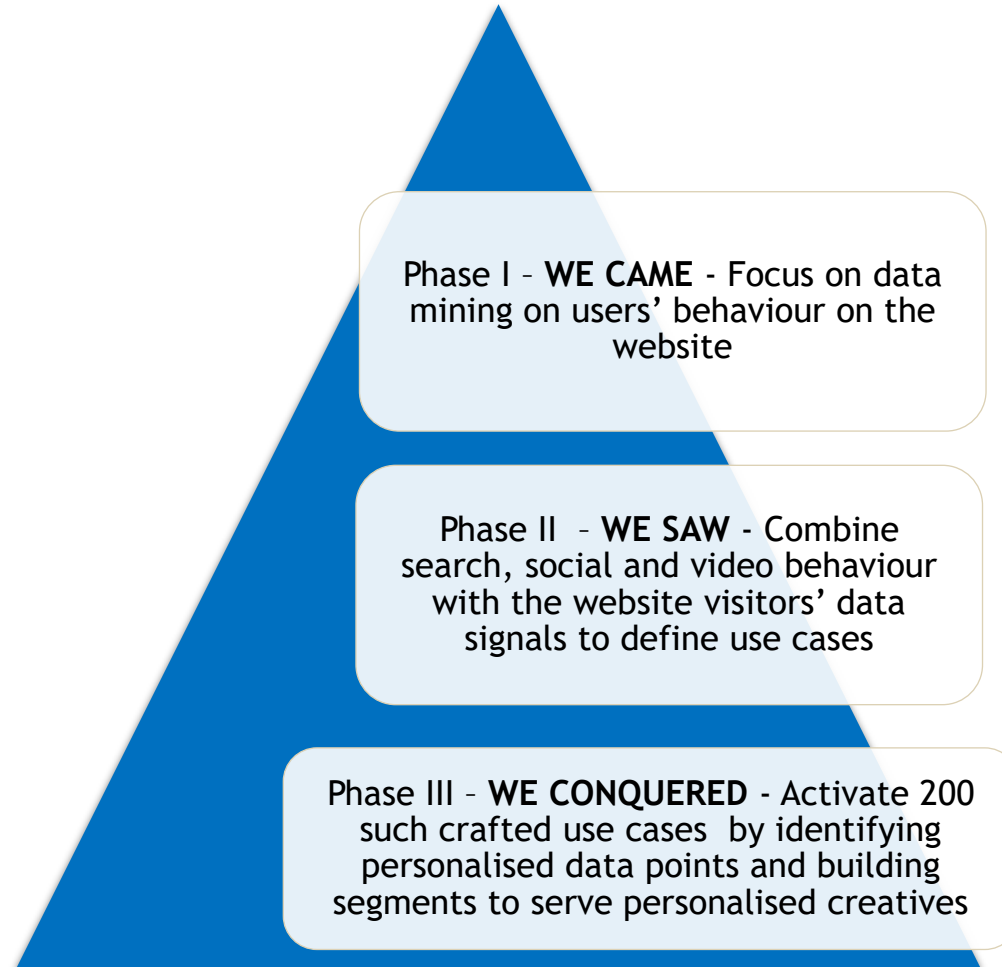 Phase I – WE CAME - Focus on data
mining on users’ behaviour on the
website
Phase II – WE SAW - Combine
search, social and video behaviour
with the website visitors’ data
signals to define use cases
Phase III – WE CONQUERED - Activate 200
such crafted use cases by identifying
personalised data points and building
segments to serve personalised creatives